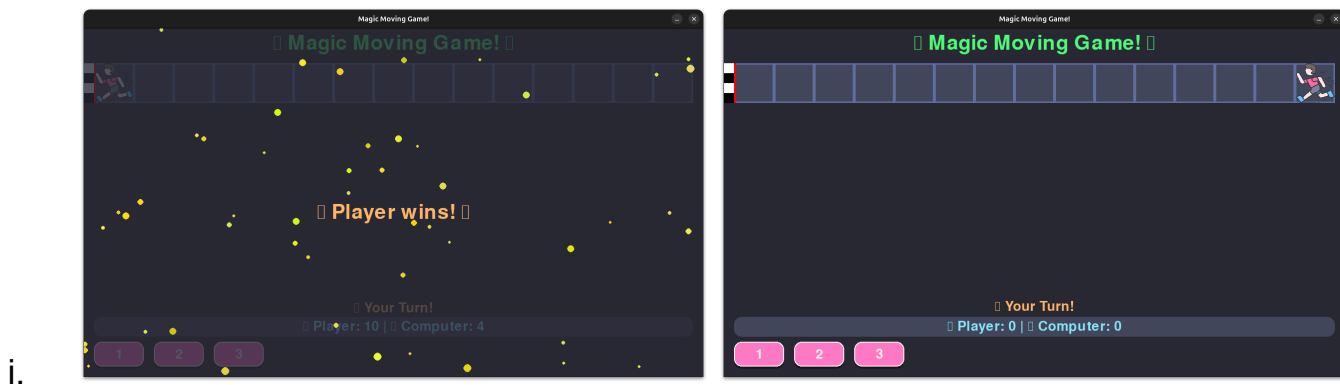 Magic Moving Game!
▯ Magic Moving Game! ▯
▯ Player wins! ▯
▯ Your Turn!
▯ Player: 10 | ▯ Computer: 4
1 2 3
Magic Moving Game!
▯ Magic Moving Game! ▯
▯ Your Turn!
▯ Player: 0 | ▯ Computer: 0
1 2 3
i.